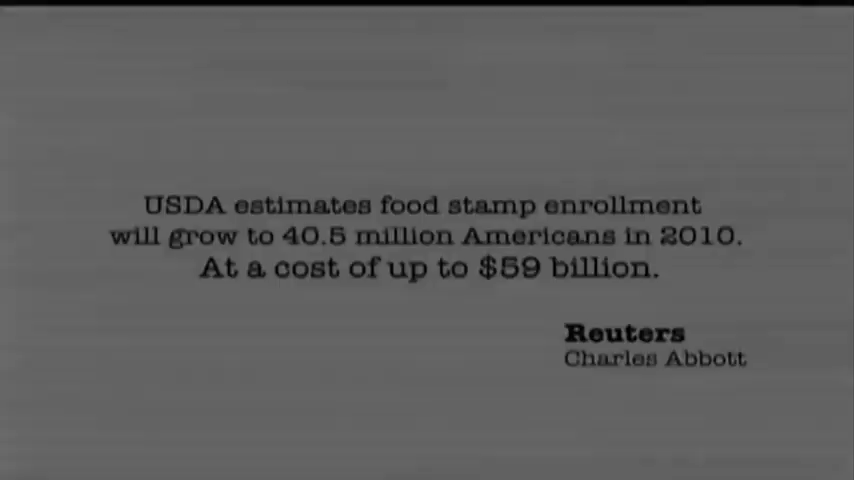 USDA estimates food stamp enrollment
will grow to 40.5 million Americans in 2010.
At a cost of up to $59 billion.
Reuters
Charles Abbott